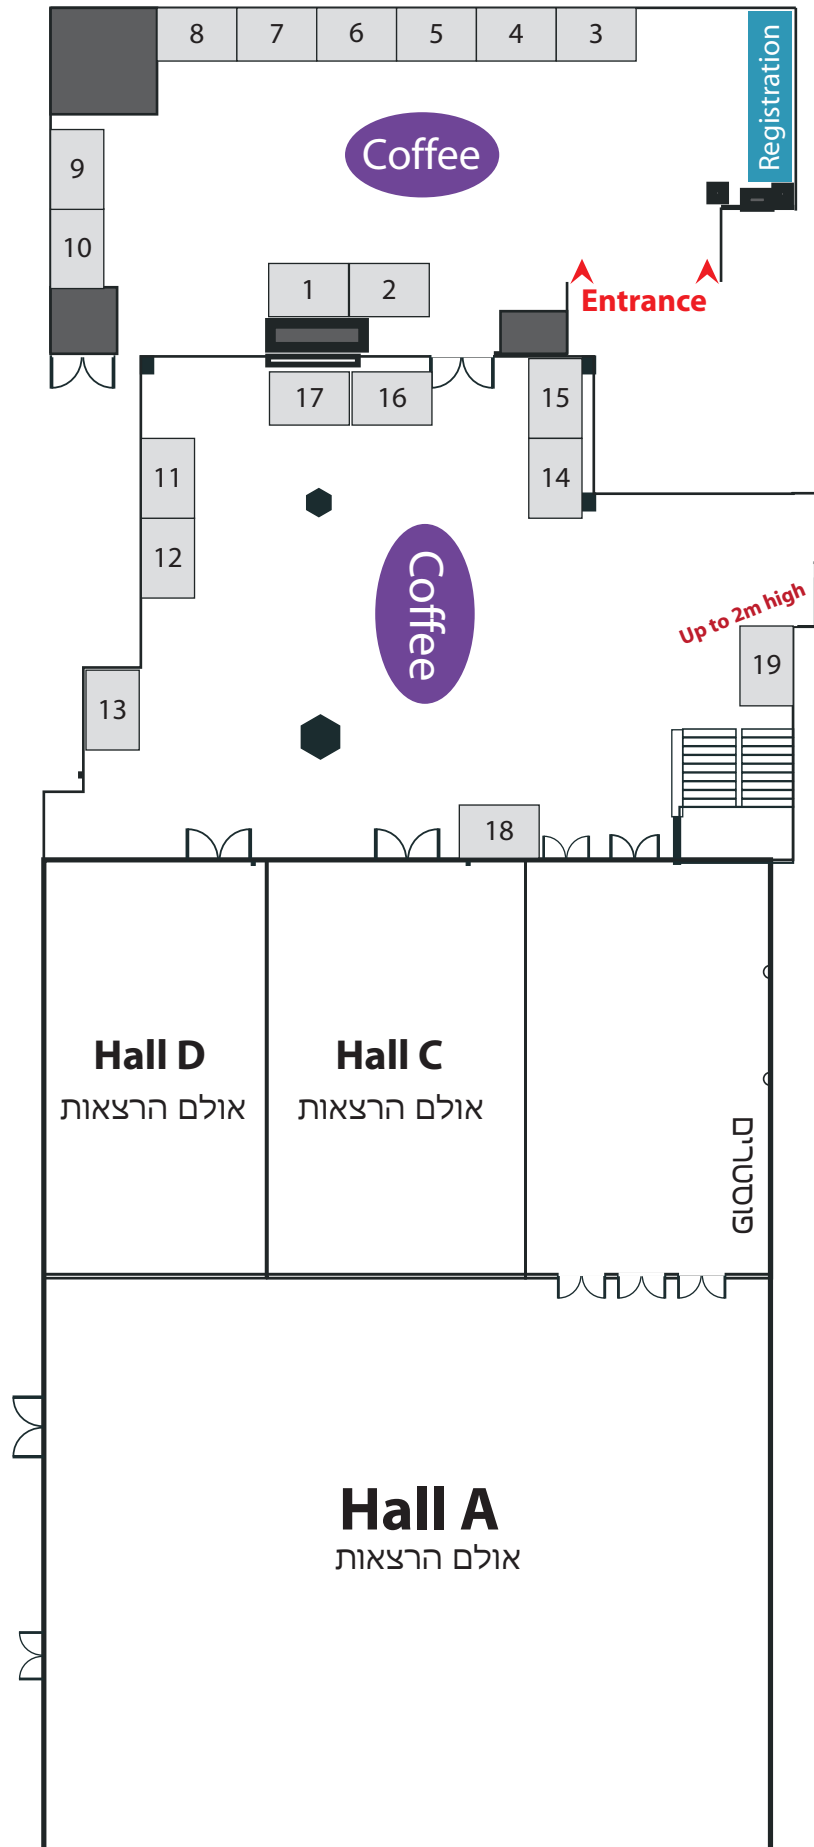 8 7 6 5 4 3
Registration
Coffee
9
10
1 2
Entrance
17 16
15
11
14
12
Coffee
Up to 2m high
19
13
18
Hall D
אולם הרצאות
Hall C
אולם הרצאות
פוסטרים
Hall A
אולם הרצאות